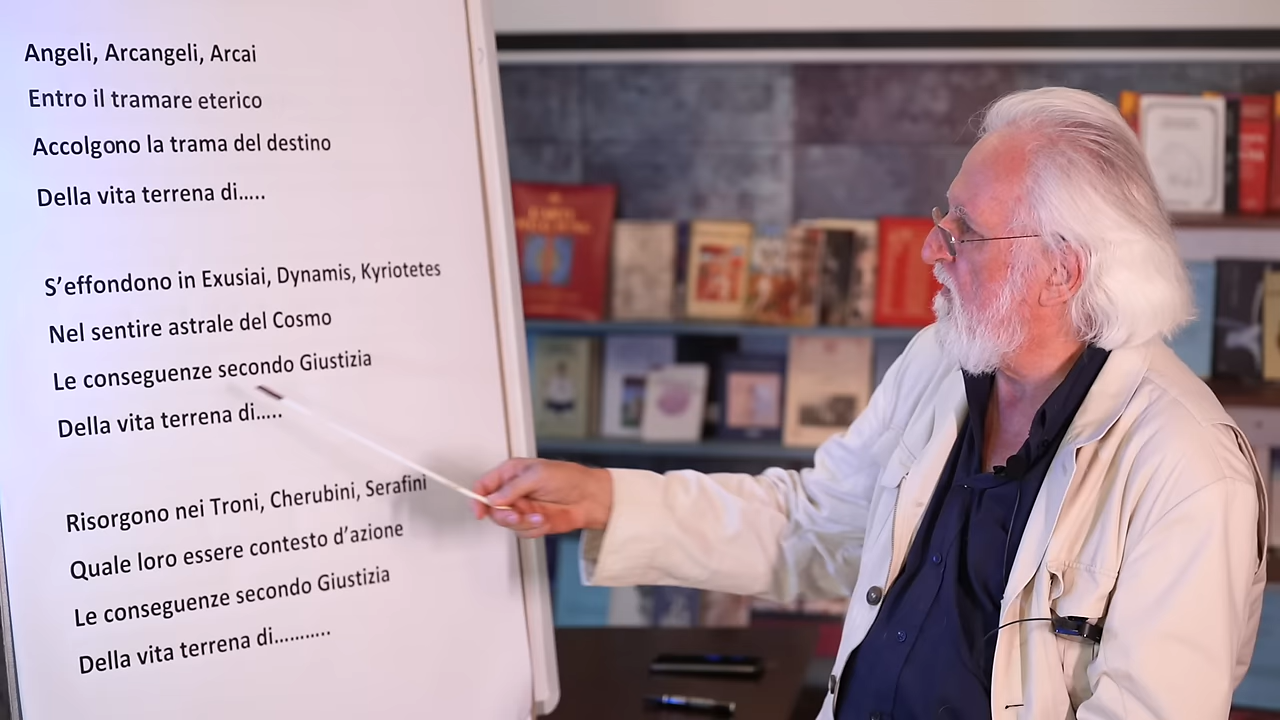 Angeli, Arcangeli, Arcai
Entro il tramare eterico
Accolgono la trama del destino
Della vita terrena di.....
S'effondono in Exusiai, Dynamis, Kyriotetes
Nel sentire astrale del Cosmo
Le conseguenze secondo Giustizia
Della vita terrena di.....
Risorgono nei Troni, Cherubini, Serafini
Quale loro essere contesto d'azione
Le conseguenze secondo Giustizia
Della vita terrena di...........